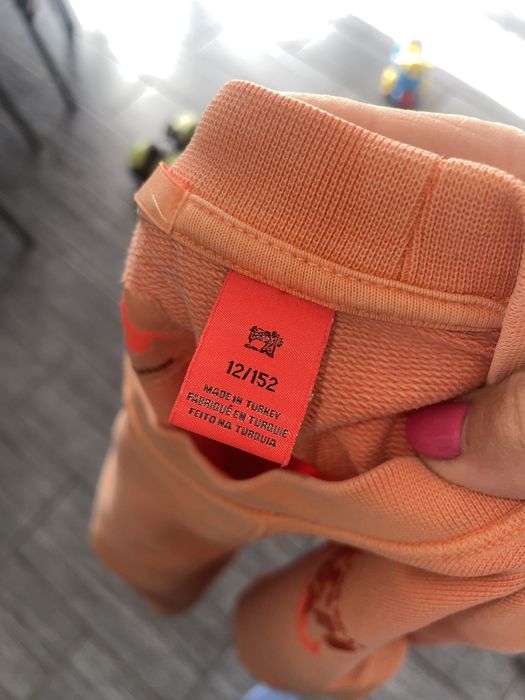 12/152
MADE IN TURKEY
FABRIQUÉ EN TURQUIE
FEITO NA TURQUIA